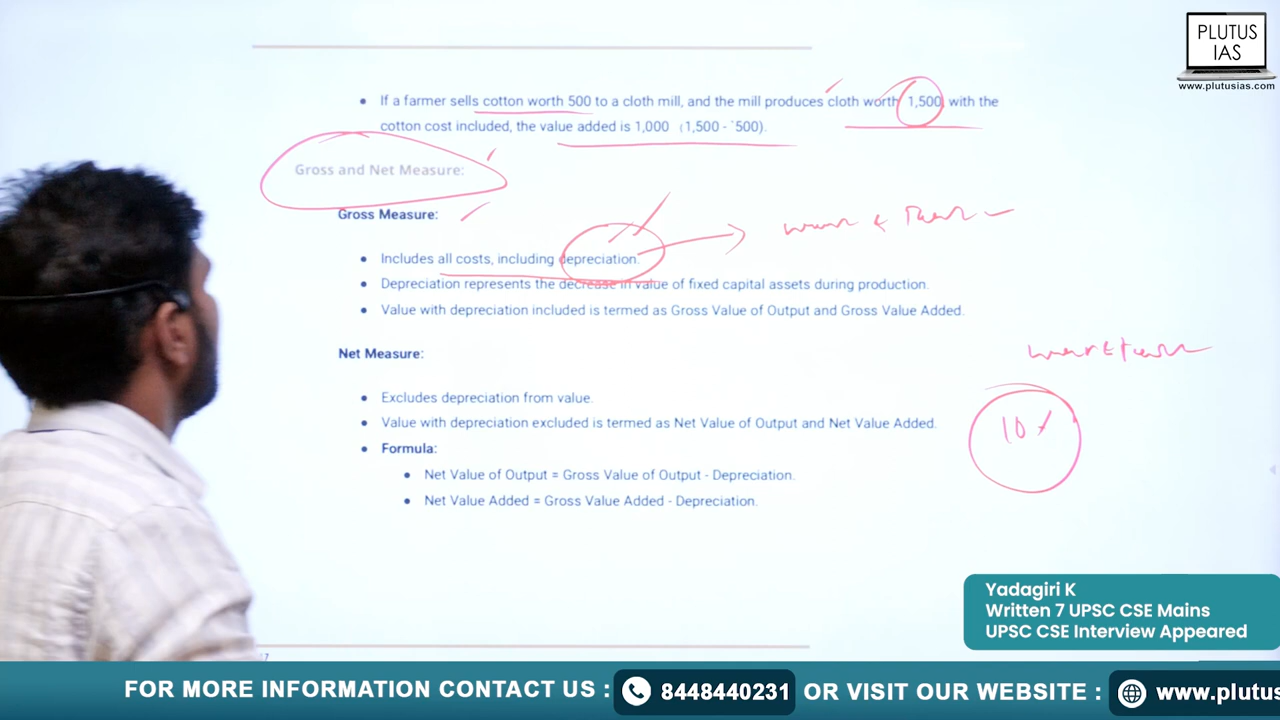 PLUTUS
IAS
www.plutusias.com
• If a farmer sells cotton worth 500 to a cloth mill, and the mill produces cloth worth 1,500, with the
cotton cost included, the value added is 1,000 (1,500 - `500).
Gross and Net Measure:
Gross Measure:
• Includes all costs, including depreciation.
• Depreciation represents the decrease in value of fixed capital assets during production.
• Value with depreciation included is termed as Gross Value of Output and Gross Value Added.
Net Measure:
• Excludes depreciation from value.
• Value with depreciation excluded is termed as Net Value of Output and Net Value Added.
• Formula:
• Net Value of Output = Gross Value of Output - Depreciation.
• Net Value Added = Gross Value Added - Depreciation.
Yadagiri K
Written 7 UPSC CSE Mains
UPSC CSE Interview Appeared
FOR MORE INFORMATION CONTACT US : 8448440231 OR VISIT OUR WEBSITE : www.plutus